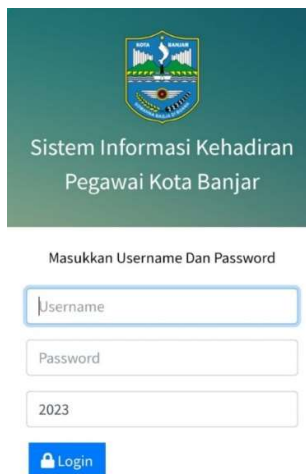 KOTA BANJAR
Sistem Informasi Kehadiran
Pegawai Kota Banjar
Masukkan Username Dan Password
Username
Password
2023
Login